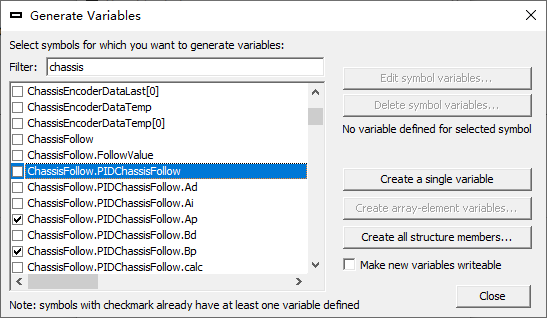 Generate Variables
Select symbols for which you want to generate variables:
Filter: chassis
ChassisEncoderDataLast[0]
ChassisEncoderDataTemp
ChassisEncoderDataTemp[0]
ChassisFollow
ChassisFollow.FollowValue
ChassisFollow.PIDChassisFollow
ChassisFollow.PIDChassisFollow.Ad
ChassisFollow.PIDChassisFollow.Ai
ChassisFollow.PIDChassisFollow.Ap
ChassisFollow.PIDChassisFollow.Bd
ChassisFollow.PIDChassisFollow.Bp
ChassisFollow.PIDChassisFollow.calc
Edit symbol variables...
Delete symbol variables...
No variable defined for selected symbol
Create a single variable
Create array-element variables...
Create all structure members...
Make new variables writeable
Note: symbols with checkmark already have at least one variable defined
Close